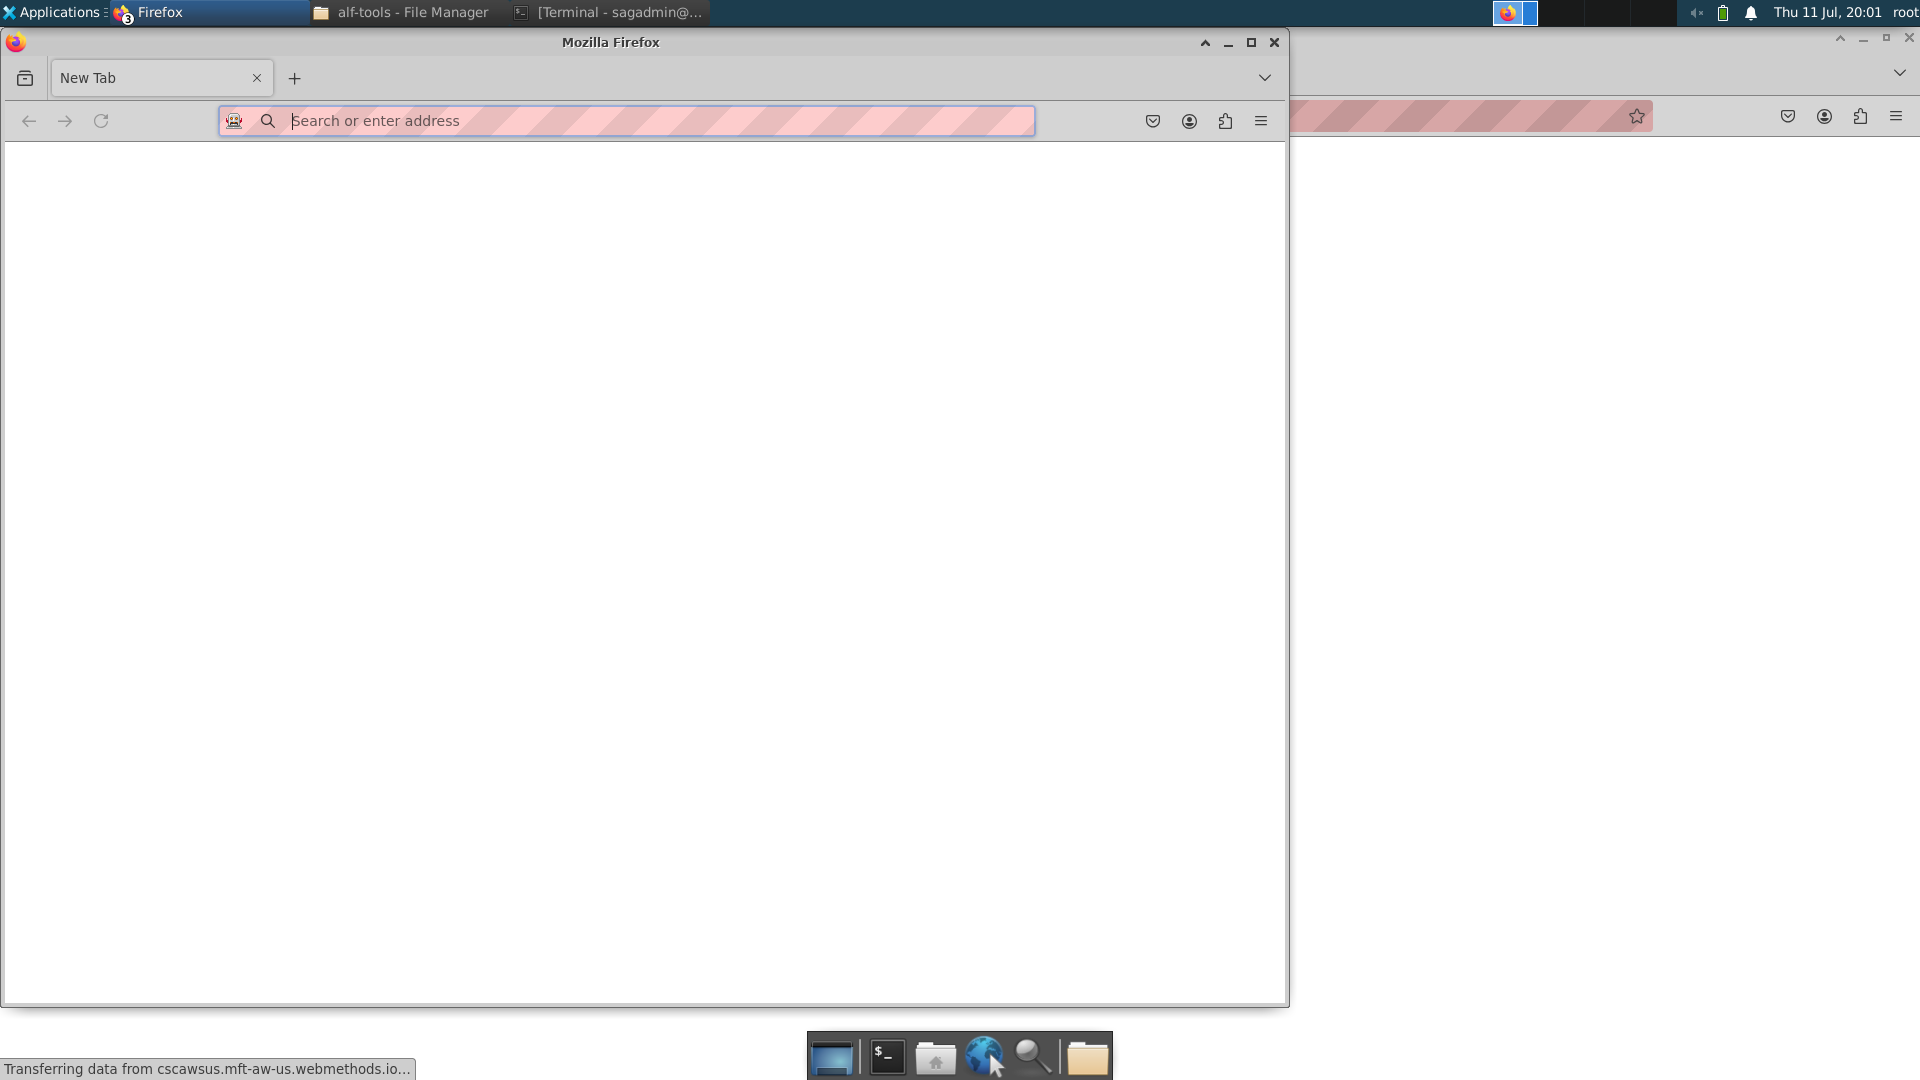 Applications
3
Firefox
alf-tools - File Manager
[Terminal - sagadmin@...
Thu 11 Jul, 20:01
root
Mozilla Firefox
New Tab
Search or enter address
$_
Transferring data from cscawsus.mft-aw-us.webmethods.io...